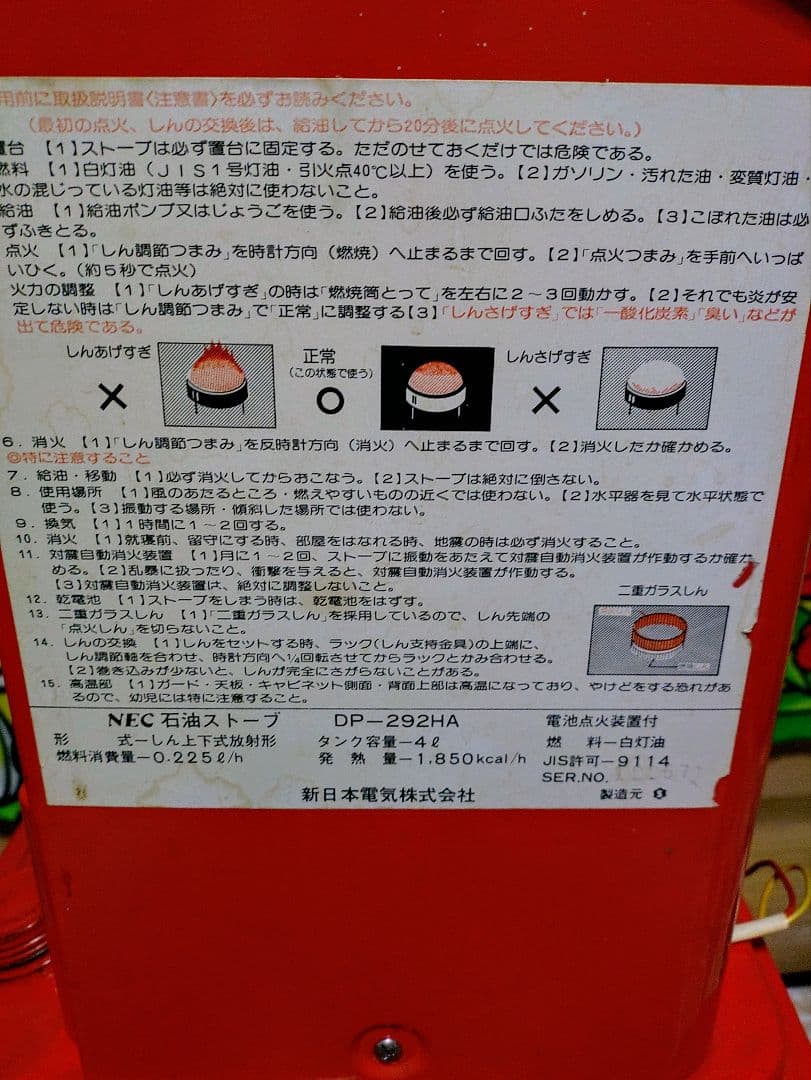 用前に取扱説明書〈注意書〉を必ずお読みください。
(最初の点火、しんの交換後は、給油してから20分後に点火してください。)
置台 【1】ストーブは必ず置台に固定する。ただのせておくだけでは危険である。
燃料 【1】白灯油(JIS1号灯油・引火点40℃以上)を使う。【2】ガソリン・汚れた油・変質灯油・
水の混じっている灯油等は絶対に使わないこと。
給油 【1】給油ポンプ又はじょうごを使う。【2】給油後必ず給油口ふたをしめる。【3】こぼれた油は必
ずふきとる。
点火 【1】「しん調節つまみ」を時計方向(燃焼)へ止まるまで回す。【2】「点火つまみ」を手前へいっぱ
いひく。(約5秒で点火)
火力の調整 【1】「しんあげすぎ」の時は「燃焼筒とって」を左右に2~3回動かす。【2】それでも炎が安
定しない時は「しん調節つまみ」で「正常」に調整する【3】「しんさげすぎ」では「一酸化炭素」「臭い」などが
出て危険である。
しんあげすぎ 正常 しんさげすぎ
(この状態で使う)
× ○ ×
6. 消火 【1】「しん調節つまみ」を反時計方向(消火)へ止まるまで回す。【2】消火したか確かめる。
◎特に注意すること
7. 給油・移動 【1】必ず消火してからおこなう。【2】ストーブは絶対に倒さない。
8. 使用場所 【1】風のあたるところ・燃えやすいものの近くでは使わない。【2】水平器を見て水平状態で
使う。【3】振動する場所・傾斜した場所では使わない。
9. 換気 【1】1時間に1~2回する。
10. 消火 【1】就寝前、留守にする時、部屋をはなれる時、地震の時は必ず消火すること。
11. 対震自動消火装置 【1】月に1~2回、ストーブに振動をあたえて対震自動消火装置が作動するか確か
める。【2】乱暴に扱ったり、衝撃を与えると、対震自動消火装置が作動する。
【3】対震自動消火装置は、絶対に調整しないこと。
12. 乾電池 【1】ストーブをしまう時は、乾電池をはずす。
二重ガラスしん
13. 二重ガラスしん 【1】「二重ガラスしん」を採用しているので、しん先端の
「点火しん」を切らないこと。
14. しんの交換 【1】しんをセットする時、ラック(しん支持金具)の上端に、
しん調節軸を合わせ、時計方向へ¼回転させてからラックとかみ合わせる。
【2】巻き込みが少ないと、しんが完全にさがらないことがある。
15. 高温部 【1】ガード・天板・キャビネット側面・背面上部は高温になっており、やけどをする恐れがあ
るので、幼児には特に注意すること。
NEC 石油ストーブ DP-292HA 電池点火装置付
形 式-しん上下式放射形 タンク容量-4ℓ 燃 料-白灯油
燃料消費量-0.225ℓ/h 発 熱 量-1,850kcal/h JIS許可-9114
SER.NO.
新日本電気株式会社 製造元